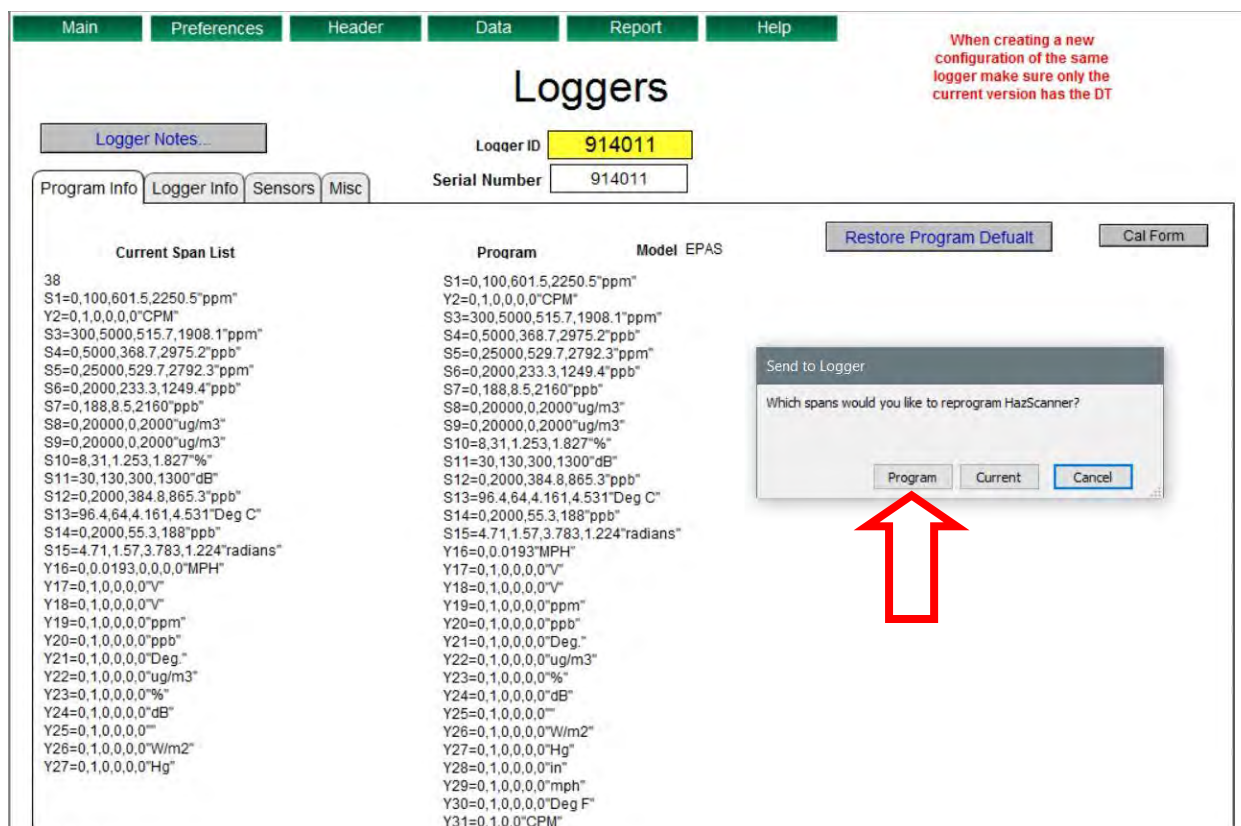 Main Preferences Header Data Report Help
When creating a new
configuration of the same
logger make sure only the
current version has the DT
Loggers
Logger Notes...
Logger ID 914011
Serial Number 914011
Program Info Logger Info Sensors Misc
Restore Program Defualt
Cal Form
Current Span List
38
S1=0,100,601.5,2250.5"ppm"
Y2=0,1,0,0,0,0"CPM"
S3=300,5000,515.7,1908.1"ppm"
S4=0,5000,368.7,2975.2"ppb"
S5=0,25000,529.7,2792.3"ppm"
S6=0,2000,233.3,1249.4"ppb"
S7=0,188,8.5,2160"ppb"
S8=0,20000,0,2000"ug/m3"
S9=0,20000,0,2000"ug/m3"
S10=8,31,1.253,1.827"%"
S11=30,130,300,1300"dB"
S12=0,2000,384.8,865.3"ppb"
S13=96.4,64,4.161,4.531"Deg C"
S14=0,2000,55.3,188"ppb"
S15=4.71,1.57,3.783,1.224"radians"
Y16=0,0.0193,0,0,0,0"MPH"
Y17=0,1,0,0,0,0"V"
Y18=0,1,0,0,0,0"V"
Y19=0,1,0,0,0,0"ppm"
Y20=0,1,0,0,0,0"ppb"
Y21=0,1,0,0,0,0"Deg."
Y22=0,1,0,0,0,0"ug/m3"
Y23=0,1,0,0,0,0"%"
Y24=0,1,0,0,0,0"dB"
Y25=0,1,0,0,0,0""
Y26=0,1,0,0,0,0"W/m2"
Y27=0,1,0,0,0,0"Hg"
Program Model EPAS
S1=0,100,601.5,2250.5"ppm"
Y2=0,1,0,0,0,0"CPM"
S3=300,5000,515.7,1908.1"ppm"
S4=0,5000,368.7,2975.2"ppb"
S5=0,25000,529.7,2792.3"ppm"
S6=0,2000,233.3,1249.4"ppb"
S7=0,188,8.5,2160"ppb"
S8=0,20000,0,2000"ug/m3"
S9=0,20000,0,2000"ug/m3"
S10=8,31,1.253,1.827"%"
S11=30,130,300,1300"dB"
S12=0,2000,384.8,865.3"ppb"
S13=96.4,64,4.161,4.531"Deg C"
S14=0,2000,55.3,188"ppb"
S15=4.71,1.57,3.783,1.224"radians"
Y16=0,0.0193"MPH"
Y17=0,1,0,0,0,0"V"
Y18=0,1,0,0,0,0"V"
Y19=0,1,0,0,0,0"ppm"
Y20=0,1,0,0,0,0"ppb"
Y21=0,1,0,0,0,0"Deg."
Y22=0,1,0,0,0,0"ug/m3"
Y23=0,1,0,0,0,0"%"
Y24=0,1,0,0,0,0"dB"
Y25=0,1,0,0,0,0""
Y26=0,1,0,0,0,0"W/m2"
Y27=0,1,0,0,0,0"Hg"
Y28=0,1,0,0,0,0"in"
Y29=0,1,0,0,0,0"mph"
Y30=0,1,0,0,0,0"Deg F"
Y31=0,1,0,0"CPM"
Send to Logger
Which spans would you like to reprogram HazScanner?
Program Current Cancel